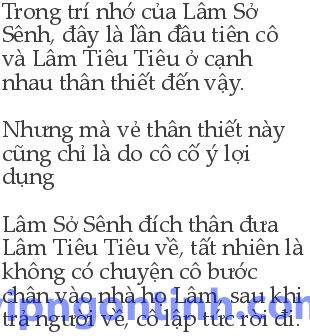 Trong trí nhớ của Lâm Sở
Sênh, đây là lần đầu tiên cô
và Lâm Tiêu Tiêu ở cạnh
nhau thân thiết đến vậy.
Nhưng mà vẻ thân thiết này
cũng chỉ là do cô cố ý lợi
dụng
Lâm Sở Sênh đích thân đưa
Lâm Tiêu Tiêu về, tất nhiên là
không có chuyện cô bước
chân vào nhà họ Lâm, sau khi
trả người về, cô lập tức rời đi.
vipngontinh.com